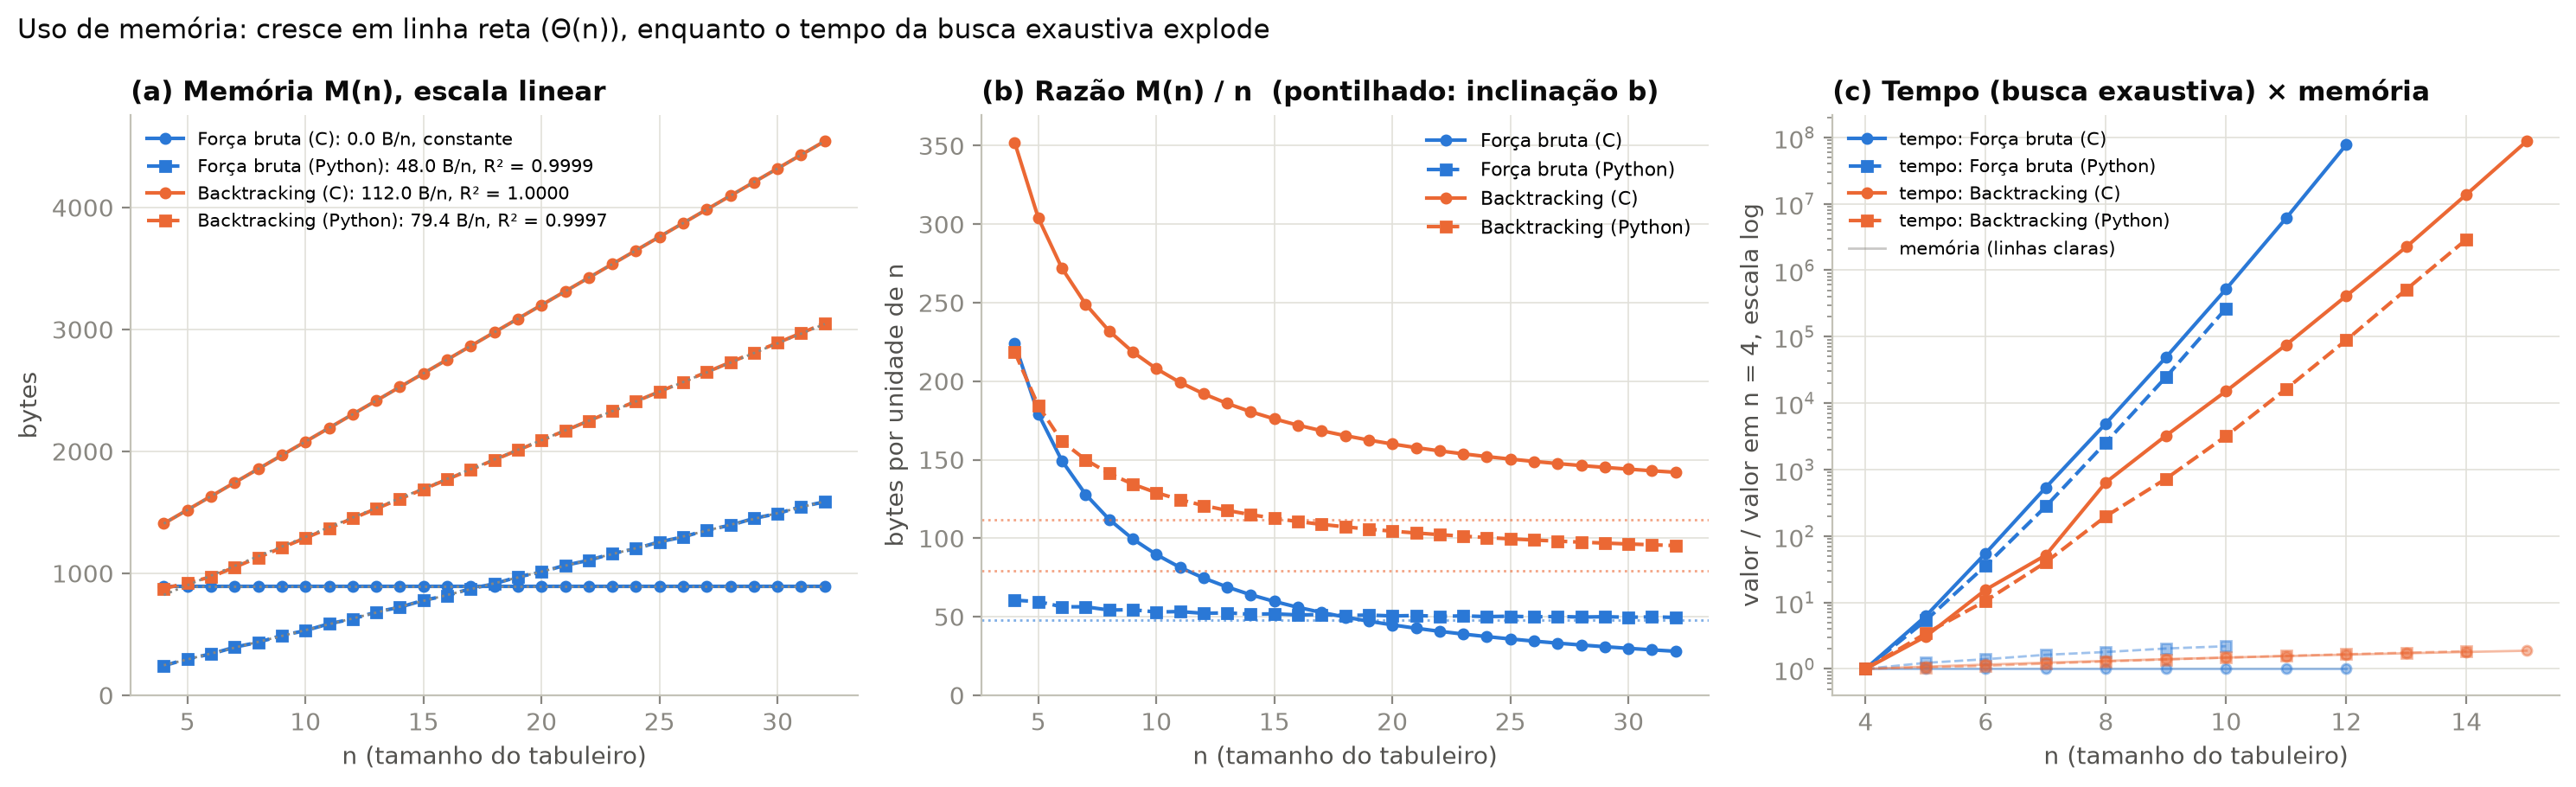 Uso de memória: cresce em linha reta (Θ(n)), enquanto o tempo da busca exaustiva explode
(a) Memória M(n), escala linear
Força bruta (C): 0.0 B/n, constante
Força bruta (Python): 48.0 B/n, R² = 0.9999
Backtracking (C): 112.0 B/n, R² = 1.0000
Backtracking (Python): 79.4 B/n, R² = 0.9997
bytes
4000
3000
2000
1000
0
5 10 15 20 25 30
n (tamanho do tabuleiro)
(b) Razão M(n) / n (pontilhado: inclinação b)
Força bruta (C)
Força bruta (Python)
Backtracking (C)
Backtracking (Python)
bytes por unidade de n
350
300
250
200
150
100
50
0
5 10 15 20 25 30
n (tamanho do tabuleiro)
(c) Tempo (busca exaustiva) × memória
tempo: Força bruta (C)
tempo: Força bruta (Python)
tempo: Backtracking (C)
tempo: Backtracking (Python)
memória (linhas claras)
valor / valor em n = 4, escala log
10⁸
10⁷
10⁶
10⁵
10⁴
10³
10²
10¹
10⁰
4 6 8 10 12 14
n (tamanho do tabuleiro)